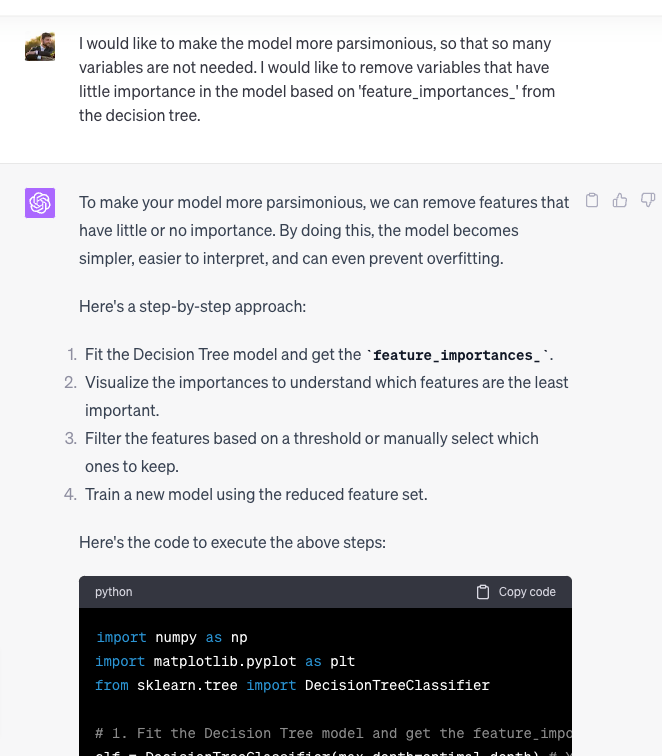 I would like to make the model more parsimonious, so that so many
variables are not needed. I would like to remove variables that have
little importance in the model based on 'feature_importances_' from
the decision tree.
To make your model more parsimonious, we can remove features that
have little or no importance. By doing this, the model becomes
simpler, easier to interpret, and can even prevent overfitting.
Here's a step-by-step approach:
1. Fit the Decision Tree model and get the `feature_importances_`.
2. Visualize the importances to understand which features are the least
important.
3. Filter the features based on a threshold or manually select which
ones to keep.
4. Train a new model using the reduced feature set.
Here's the code to execute the above steps:
python Copy code
import numpy as np
import matplotlib.pyplot as plt
from sklearn.tree import DecisionTreeClassifier
# 1. Fit the Decision Tree model and get the feature_impo
clf = DecisionTreeClassifier(max_depth=optimal_depth) #